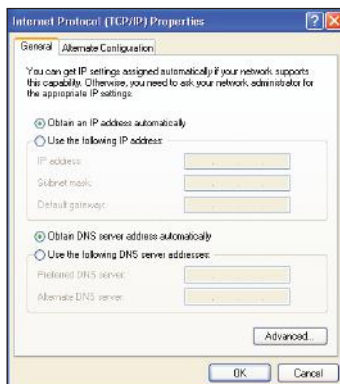 Internet Protocol (TCP/IP) Properties
General
Alternate Configuration
You can get IP settings assigned automatically if your network supports
this capability. Otherwise, you need to ask your network administrator for
the appropriate IP settings.
Obtain an IP address automatically
Use the following IP address:
IP address:
Subnet mask:
Default gateway:
Obtain DNS server address automatically
Use the following DNS server addresses:
Preferred DNS server:
Alternate DNS server:
Advanced...
OK
Cancel